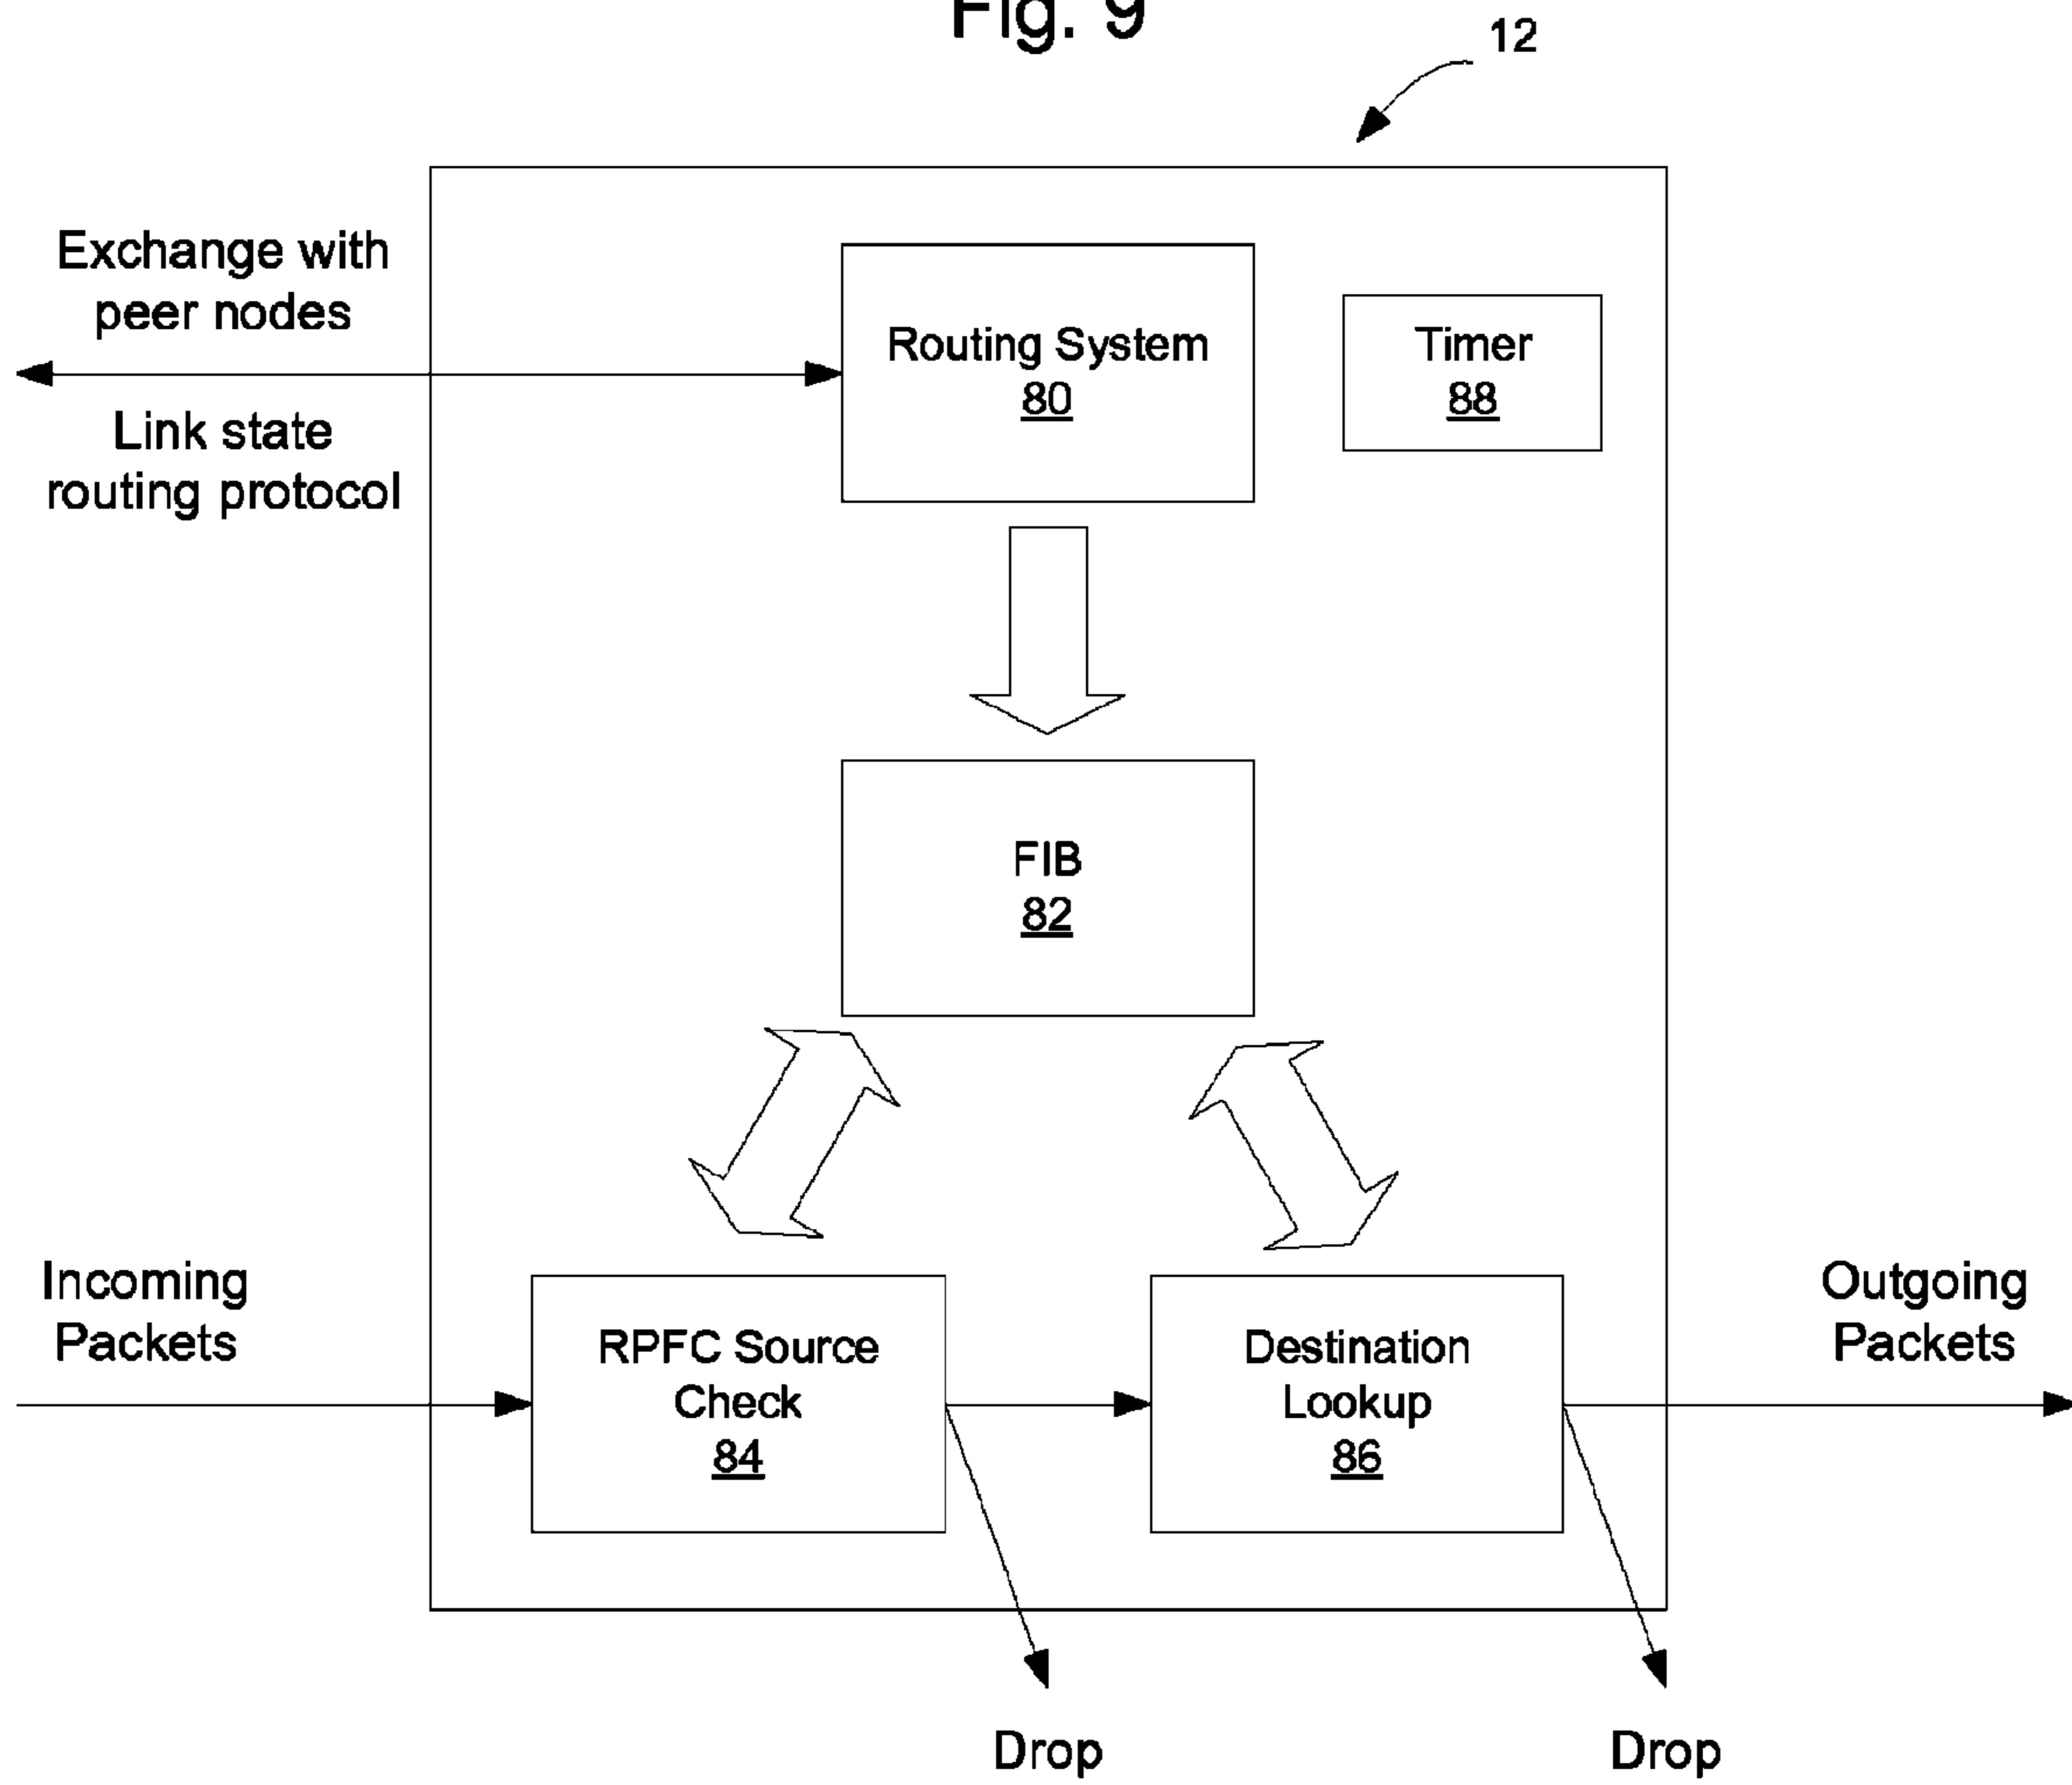 Fig. 9
12
Exchange with
peer nodes
Link state
routing protocol
Routing System
80
Timer
88
FIB
82
Incoming
Packets
RPFC Source
Check
84
Destination
Lookup
86
Outgoing
Packets
Drop
Drop